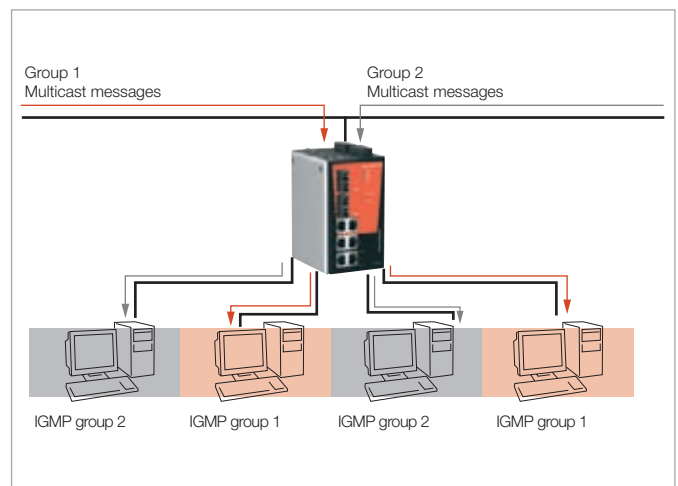 Group 1
Multicast messages
Group 2
Multicast messages
IGMP group 2
IGMP group 1
IGMP group 2
IGMP group 1